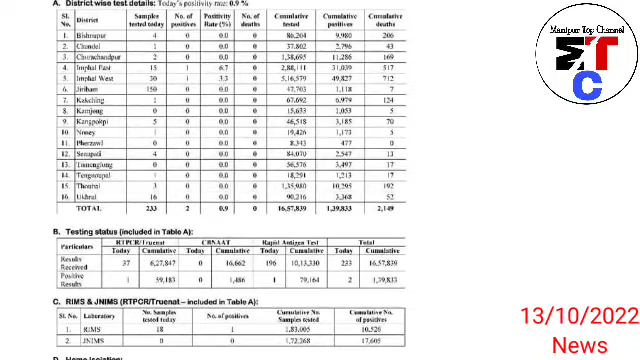 A. District wise test details: Today's positivity rate: 0.9 %
Sl. No. District Samples tested today No. of positives Positivity Rate (%) No. of deaths Cumulative tested Cumulative positives Cumulative deaths
1. Bishnupur 4 0 0.0 0 86,204 9,980 206
2. Chandel 1 0 0.0 0 37,802 2,796 43
3. Churachandpur 2 0 0.0 0 1,38,695 11,286 169
4. Imphal East 15 1 6.7 0 2,88,111 31,039 517
5. Imphal West 30 1 3.3 0 5,16,579 49,827 712
6. Jiribam 150 0 0.0 0 47,703 1,118 7
7. Kakching 1 0 0.0 0 67,692 6,979 124
8. Kamjong 0 0 0.0 0 15,633 1,053 5
9. Kangpokpi 5 0 0.0 0 46,518 3,185 70
10. Noney 1 0 0.0 0 19,426 1,173 5
11. Pherzawl 0 0 0.0 0 8,343 477 0
12. Senapati 4 0 0.0 0 84,070 2,547 13
13. Tamenglong 0 0 0.0 0 56,576 3,497 17
14. Tengnoupal 1 0 0.0 0 18,291 1,213 17
15. Thoubal 3 0 0.0 0 1,35,980 10,295 192
16. Ukhrul 16 0 0.0 0 90,216 3,368 52
TOTAL 233 2 0.9 0 16,57,839 1,39,833 2,149
B. Testing status (included in Table A):
Particulars RTPCR/Truenat CBNAAT Rapid Antigen Test Total
Today Cumulative Today Cumulative Today Cumulative Today Cumulative
Results Received 37 6,27,847 0 16,662 196 10,13,330 233 16,57,839
Positive Results 1 59,183 0 1,486 1 79,164 2 1,39,833
C. RIMS & JNIMS (RTPCR/Truenat – included in Table A):
Sl. No. Laboratory No. Samples tested today No. of positives Cumulative No. Samples tested Cumulative No. of positives
1. RIMS 18 1 1,83,005 10,526
2. JNIMS 0 0 1,72,268 17,605
D. Home Isolation:
Manipur Top Channel
MTC
13/10/2022
News